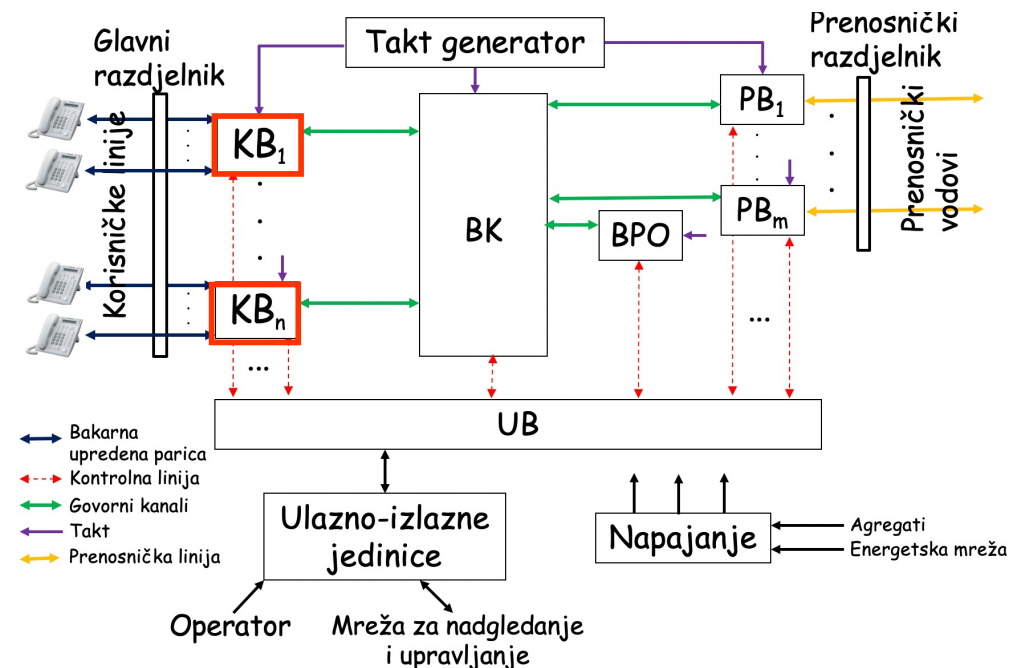 Glavni
razdjelnik
Takt generator
Prenosnički
razdjelnik
Korisničke linije
KB1
KBn
...
BK
BPO
PB1
PBm
...
Prenosnički
vodovi
UB
Bakarna
upredena parica
Kontrolna linija
Govorni kanali
Takt
Prenosnička linija
Ulazno-izlazne
jedinice
Operator
Mreža za nadgledanje
i upravljanje
Napajanje
Agregati
Energetska mreža